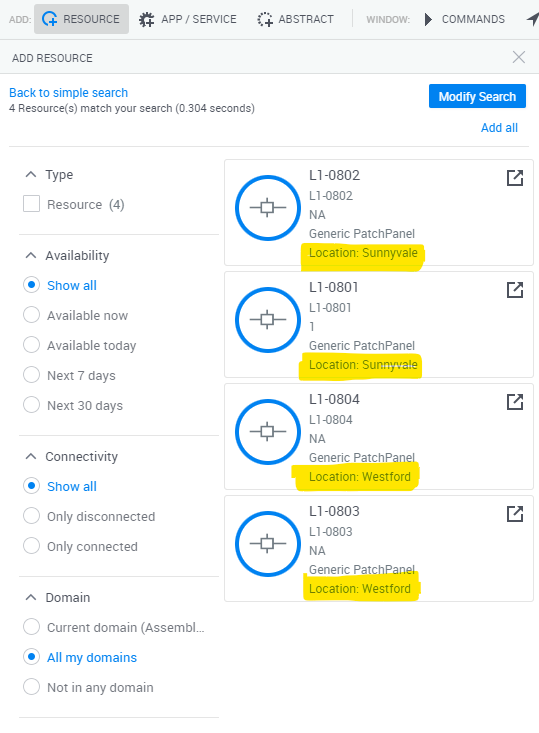 ADD: RESOURCE APP / SERVICE ABSTRACT WINDOW: COMMANDS
ADD RESOURCE
Back to simple search
4 Resource(s) match your search (0.304 seconds)
Modify Search
Add all
Type
Resource (4)
Availability
Show all
Available now
Available today
Next 7 days
Next 30 days
Connectivity
Show all
Only disconnected
Only connected
Domain
Current domain (Assembl...
All my domains
Not in any domain
L1-0802
L1-0802
NA
Generic PatchPanel
Location: Sunnyvale
L1-0801
L1-0801
1
Generic PatchPanel
Location: Sunnyvale
L1-0804
L1-0804
NA
Generic PatchPanel
Location: Westford
L1-0803
L1-0803
NA
Generic PatchPanel
Location: Westford